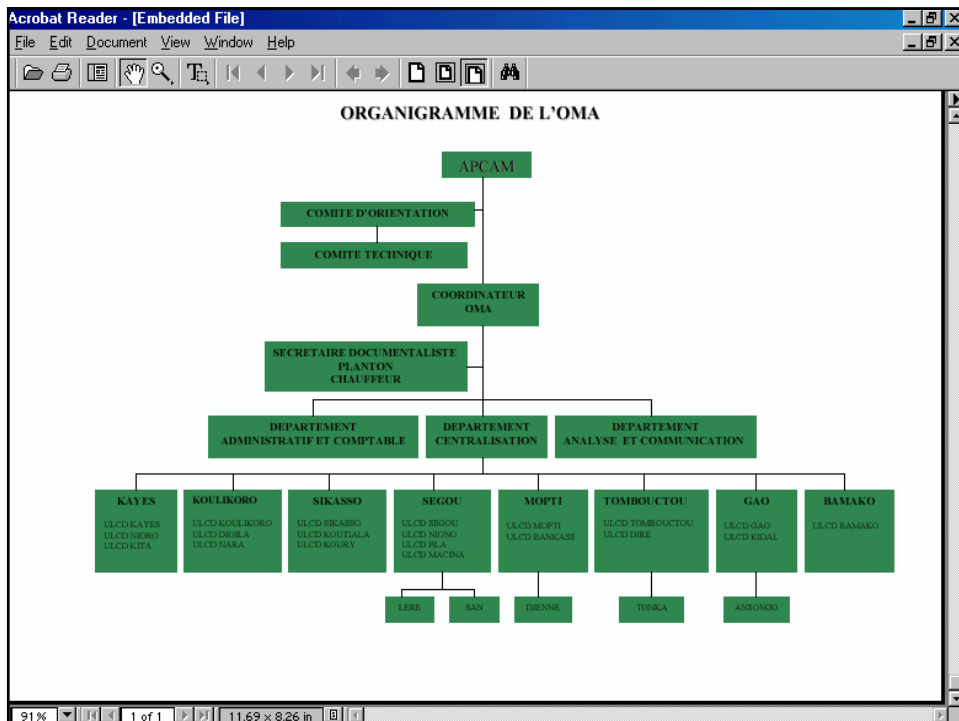 Acrobat Reader - [Embedded File]
File Edit Document View Window Help
ORGANIGRAMME DE L'OMA
APCAM
COMITE D'ORIENTATION
COMITE TECHNIQUE
COORDINATEUR
OMA
SECRETAIRE DOCUMENTALISTE
PLANTON
CHAUFFEUR
DEPARTEMENT
ADMINISTRATIF ET COMPTABLE
DEPARTEMENT
CENTRALISATION
DEPARTEMENT
ANALYSE ET COMMUNICATION
KAYES
ULCD KAYES
ULCD NIORO
ULCD KITA
KOULIKORO
ULCD KOULIKORO
ULCD DIOILA
ULCD NARA
SIKASSO
ULCD SIKASSO
ULCD KOUTIALA
ULCD KOURY
SEGOU
ULCD SEGOU
ULCD NIONO
ULCD BLA
ULCD MACINA
MOPTI
ULCD MOPTI
ULCD BANKASS
TOMBOUCTOU
ULCD TOMBOUCTOU
ULCD DIRE
GAO
ULCD GAO
ULCD KIDAL
BAMAKO
ULCD BAMAKO
LERE
SAN
DJENNE
TONKA
ANSONGO
91% 1 of 1 11.69 x 8.26 in